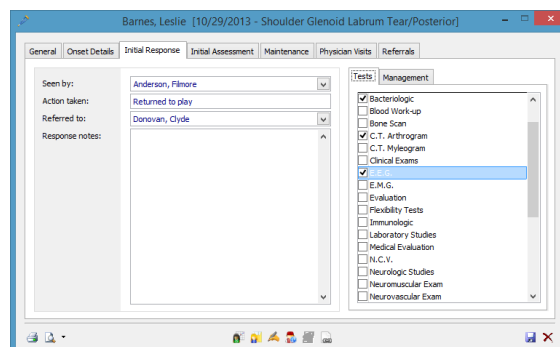 Barnes, Leslie [10/29/2013 - Shoulder Glenoid Labrum Tear/Posterior]
General Onset Details Initial Response Initial Assessment Maintenance Physician Visits Referrals
Seen by: Anderson, Filmore
Action taken: Returned to play
Referred to: Donovan, Clyde
Response notes:
Tests Management
Bacteriologic
Blood Work-up
Bone Scan
C.T. Arthrogram
C.T. Myleogram
Clinical Exams
E.E.G.
E.M.G.
Evaluation
Flexibility Tests
Immunologic
Laboratory Studies
Medical Evaluation
N.C.V.
Neurologic Studies
Neuromuscular Exam
Neurovascular Exam